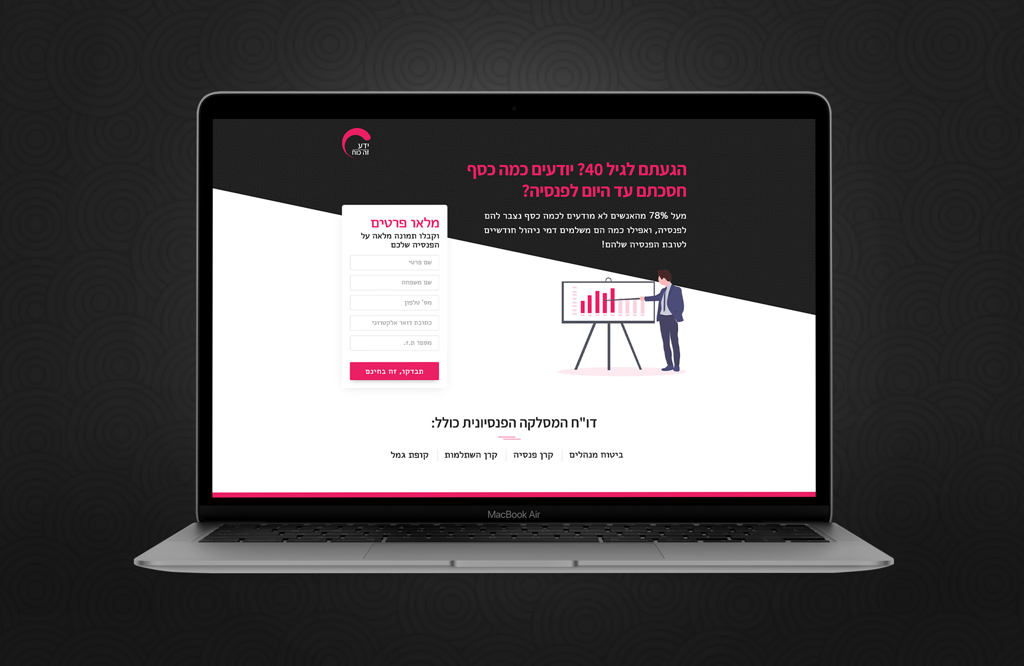 ידע
זה כוח
הגעתם לגיל 40? יודעים כמה כסף
חסכתם עד היום לפנסיה?
מעל 78% מהאנשים לא מודעים לכמה כסף נצבר להם
לפנסיה, ואפילו כמה הם משלמים דמי ניהול חודשיים
לטובת הפנסיה שלהם!
מלאו פרטים
וקבלו תמונה מלאה על
הפנסיה שלכם
שם פרטי
שם משפחה
מס' טלפון
כתובת דואר אלקטרוני
מספר ת.ז.
תבדקו, זה בחינם
דו"ח המסלקה הפנסיונית כולל:
ביטוח מנהלים
קרן פנסיה
קרן השתלמות
קופת גמל
MacBook Air